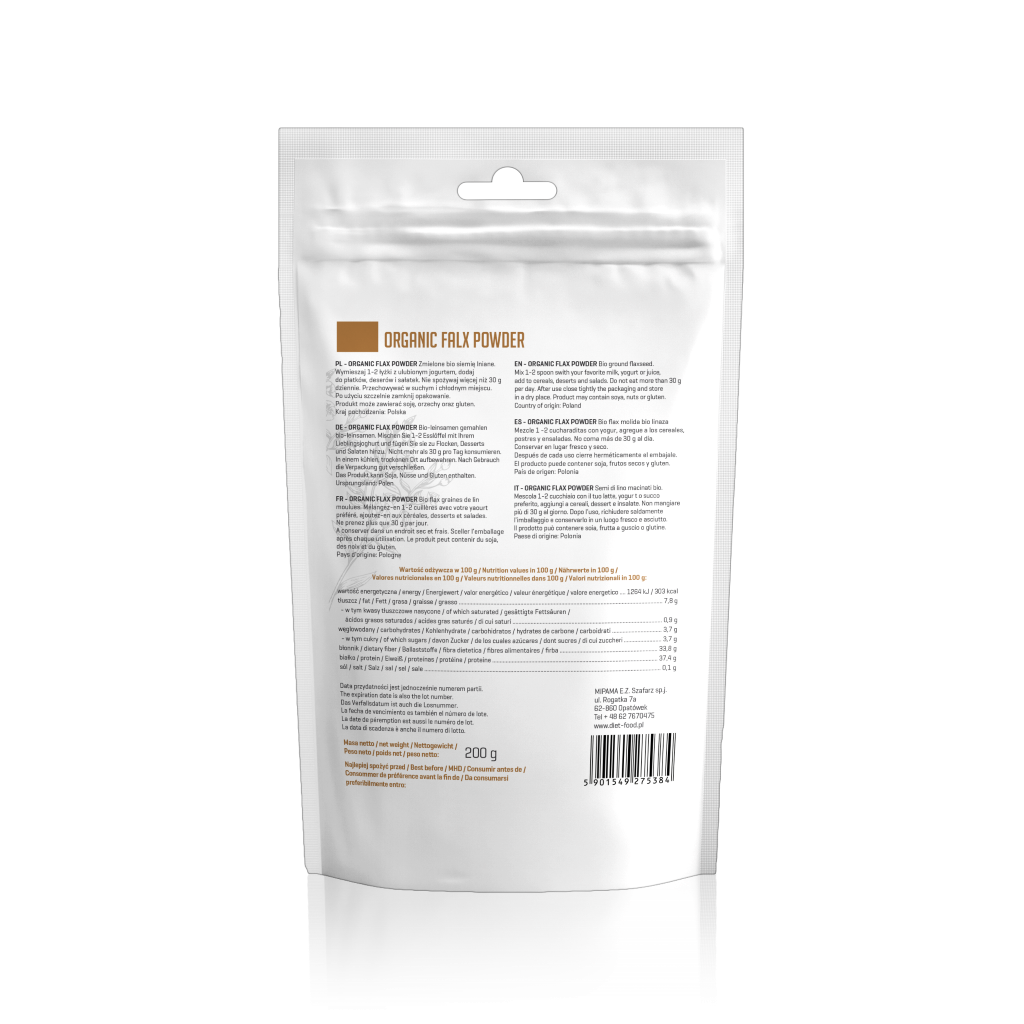 ORGANIC FALX POWDER
PL - ORGANIC FLAX POWDER Zmielone bio siemię lniane.
Wymieszaj 1-2 łyżki z ulubionym jogurtem, dodaj
do płatków, deserów i sałatek. Nie spożywaj więcej niż 30 g
dziennie. Przechowywać w suchym i chłodnym miejscu.
Po użyciu szczelnie zamknij opakowanie.
Produkt może zawierać soję, orzechy oraz gluten.
Kraj pochodzenia: Polska
DE - ORGANIC FLAX POWDER Bio-leinsamen gemahlen
bio-leinsamen. Mischen Sie 1-2 Esslöffel mit Ihrem
Lieblingsjoghurt und fügen Sie sie zu Flocken, Desserts
und Salaten hinzu. Nicht mehr als 30 g pro Tag konsumieren.
In einem kühlen, trockenen Ort aufbewahren. Nach Gebrauch
die Verpackung gut verschließen.
Das Produkt kann Soja, Nüsse und Gluten enthalten.
Ursprungsland: Polen
FR - ORGANIC FLAX POWDER Bio flax graines de lin
moulues. Mélangez-en 1-2 cuillères avec votre yaourt
préféré, ajoutez-en aux céréales, desserts et salades.
Ne prenez plus que 30 g par jour.
A conserver dans un endroit sec et frais. Sceller l'emballage
après chaque utilisation. Le produit peut contenir du soja,
des noix et du gluten.
Pays d'origine: Pologne
EN - ORGANIC FLAX POWDER Bio ground flaxseed.
Mix 1-2 spoon with your favorite milk, yogurt or juice,
add to cereals, deserts and salads. Do not eat more than 30 g
per day. After use close tightly the packaging and store
in a dry place. Product may contain soya, nuts or gluten.
Country of origin: Poland
ES - ORGANIC FLAX POWDER Bio flax molida bio linaza
Mezcle 1 -2 cucharaditas con yogur, agregue a los cereales,
postres y ensaladas. No coma más de 30 g al día.
Conservar en lugar fresco y seco.
Después de cada uso cierre herméticamente el embalaje.
El producto puede contener soja, frutos secos y gluten.
País de origen: Polonia
IT - ORGANIC FLAX POWDER Semi di lino macinati bio.
Mescola 1-2 cucchiaio con il tuo latte, yogur t o succo
preferito, aggiungi a cereali, dessert e insalate. Non mangiare
più di 30 g al giorno. Dopo l'uso, richiudere saldamente
l'imballaggio e conservarlo in un luogo fresco e asciutto.
Il prodotto può contenere soia, frutta a guscio o glutine.
Paese di origine: Polonia
Wartość odżywcza w 100 g / Nutrition values in 100 g / Nährwerte in 100 g /
Valores nutricionales en 100 g / Valeurs nutritionnelles dans 100 g / Valori nutrizionali in 100 g:
wartość energetyczna / energy / Energiewert / valor energético / valeur énergétique / valore energetico ... 1264 kJ / 303 kcal
tłuszcz / fat / Fett / grasa / graisse / grasso ... 7,8 g
- w tym kwasy tłuszczowe nasycone / of which saturated / gesättigte Fettsäuren /
ácidos grasos saturados / acides gras saturés / di cui saturi ... 0,9 g
węglowodany / carbohydrates / Kohlenhydrate / carbohidratos / hydrates de carbone / carboidrati ... 3,7 g
- w tym cukry / of which sugars / davon Zucker / de los cuales azúcares / dont sucres / di cui zuccheri ... 3,7 g
błonnik / dietary fiber / Ballaststoffe / fibra dietetica / fibres alimentaires / firba ... 33,8 g
białko / protein / Eiweiß / proteinas / protéine / proteine ... 37,4 g
sól / salt / Salz / sal / sel / sale ... 0,1 g
Data przydatności jest jednocześnie numerem partii.
The expiration date is also the lot number.
Das Verfallsdatum ist auch die Losnummer.
La fecha de vencimiento es también el número de lote.
La date de péremption est aussi le numéro de lot.
La data di scadenza è anche il numero di lotto.
Masa netto / net weight / Nettogewicht /
Peso neto / poids net / peso netto: 200 g
Najlepiej spożyć przed / Best before / MHD / Consumir antes de /
Consommer de préférence avant la fin de / Da consumarsi
preferibilmente entro:
MIPAMA E.Z. Szafarz sp.j.
ul. Rogatka 7a
62-860 Opatówek
Tel + 48 62 7670475
www.diet-food.pl
5 901549 275384